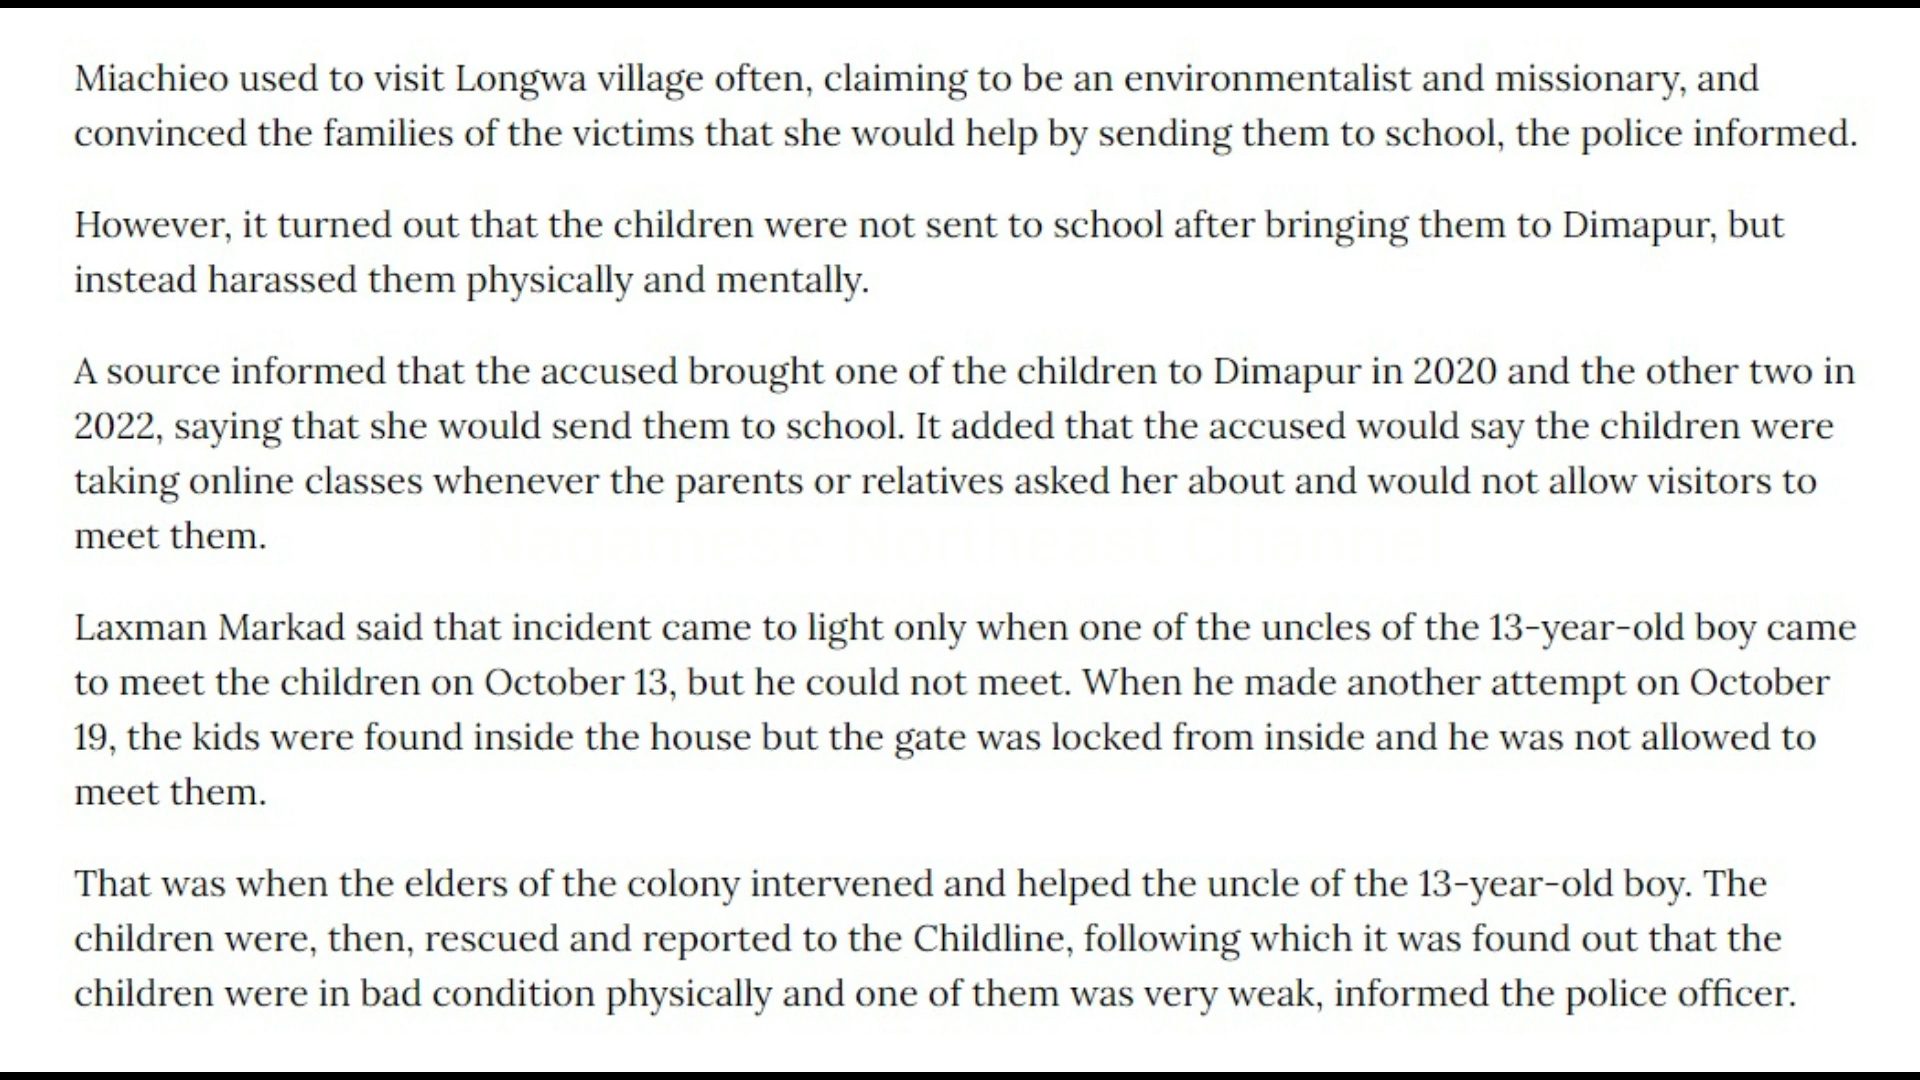 Miachieo used to visit Longwa village often, claiming to be an environmentalist and missionary, and
convinced the families of the victims that she would help by sending them to school, the police informed.
However, it turned out that the children were not sent to school after bringing them to Dimapur, but
instead harassed them physically and mentally.
A source informed that the accused brought one of the children to Dimapur in 2020 and the other two in
2022, saying that she would send them to school. It added that the accused would say the children were
taking online classes whenever the parents or relatives asked her about and would not allow visitors to
meet them.
Laxman Markad said that incident came to light only when one of the uncles of the 13-year-old boy came
to meet the children on October 13, but he could not meet. When he made another attempt on October
19, the kids were found inside the house but the gate was locked from inside and he was not allowed to
meet them.
That was when the elders of the colony intervened and helped the uncle of the 13-year-old boy. The
children were, then, rescued and reported to the Childline, following which it was found out that the
children were in bad condition physically and one of them was very weak, informed the police officer.